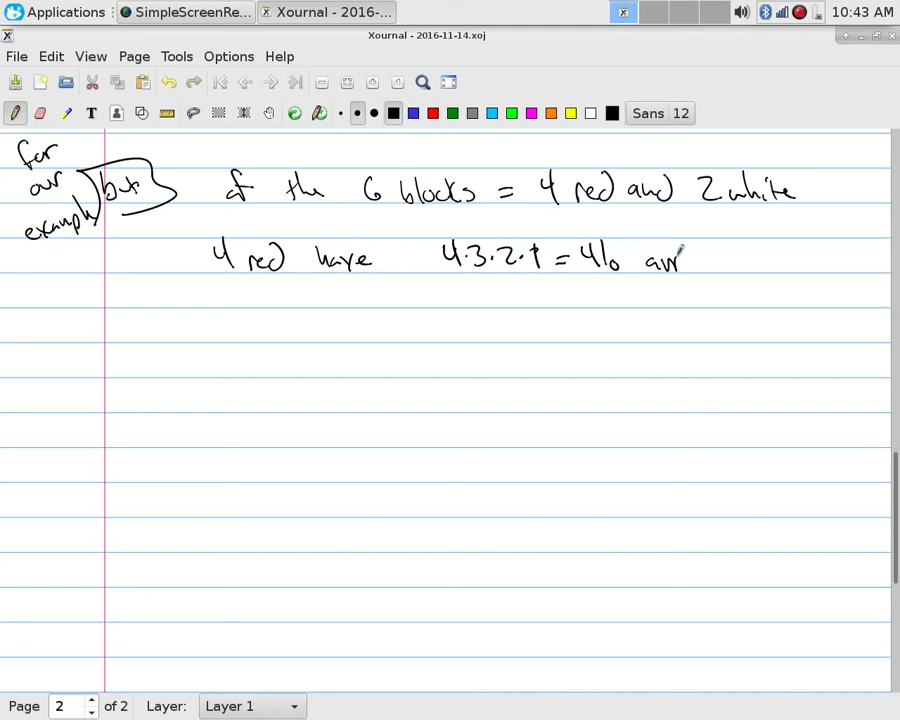 Applications SimpleScreenRe... Xournal - 2016-... 10:43 AM
Xournal - 2016-11-14.xoj
File Edit View Page Tools Options Help
Sans 12
for
our
example
but of the 6 blocks = 4 red and 2 white
4 red have 4·3·2·1 = 4!
Page 2 of 2 Layer: Layer 1